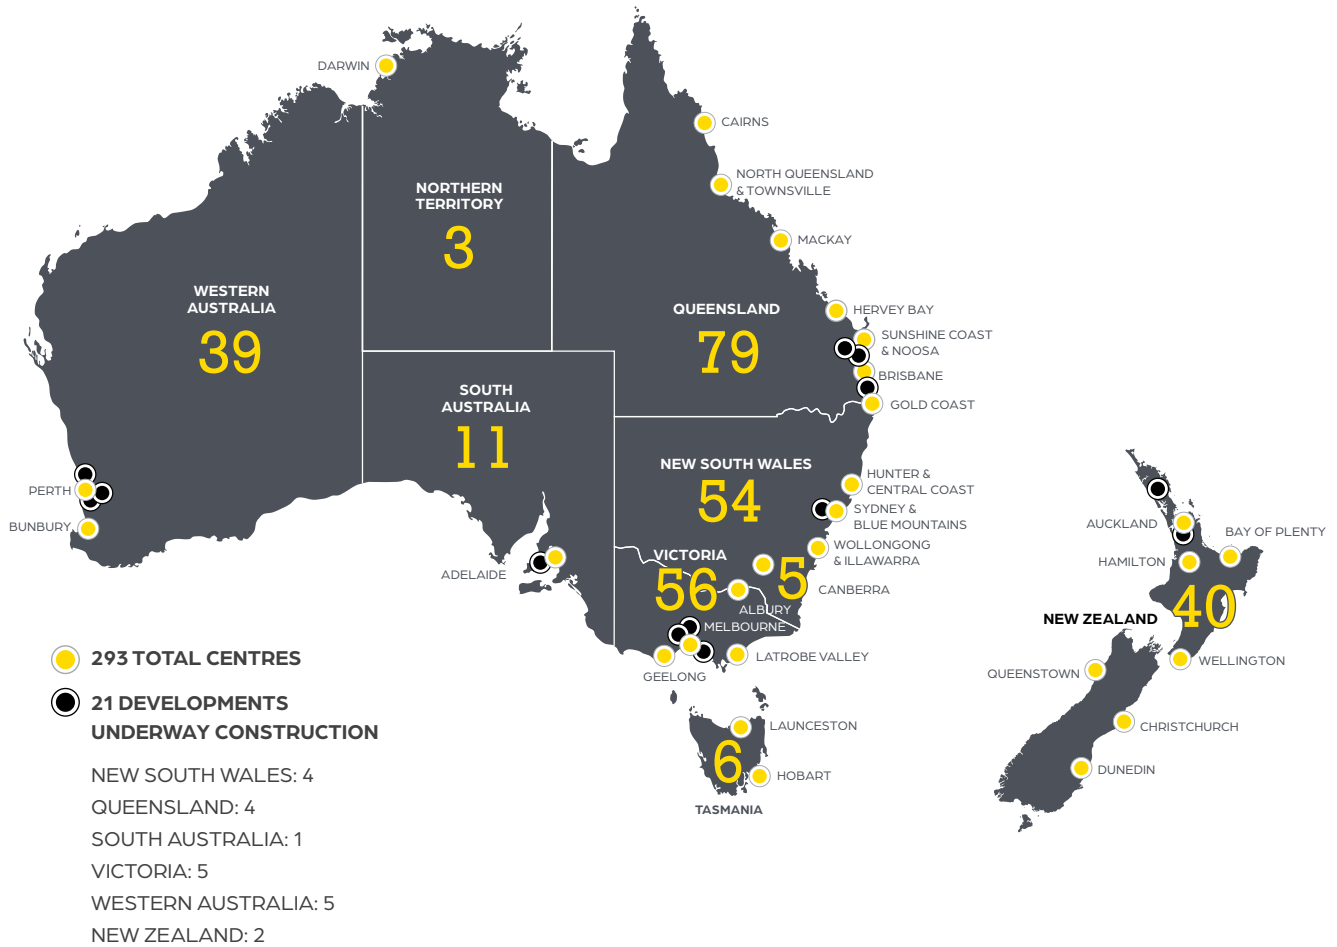 DARWIN
CAIRNS
NORTH QUEENSLAND
& TOWNSVILLE
MACKAY
NORTHERN
TERRITORY
3
WESTERN
AUSTRALIA
39
QUEENSLAND
79
HERVEY BAY
SUNSHINE COAST
& NOOSA
BRISBANE
GOLD COAST
SOUTH
AUSTRALIA
11
NEW SOUTH WALES
54
HUNTER &
CENTRAL COAST
SYDNEY &
BLUE MOUNTAINS
WOLLONGONG
& ILLAWARRA
PERTH
BUNBURY
ADELAIDE
VICTORIA
56
5
CANBERRA
ALBURY
MELBOURNE
LATROBE VALLEY
GEELONG
LAUNCESTON
6
HOBART
TASMANIA
AUCKLAND
BAY OF PLENTY
HAMILTON
40
NEW ZEALAND
WELLINGTON
QUEENSTOWN
CHRISTCHURCH
DUNEDIN
293 TOTAL CENTRES
21 DEVELOPMENTS
UNDERWAY CONSTRUCTION
NEW SOUTH WALES: 4
QUEENSLAND: 4
SOUTH AUSTRALIA: 1
VICTORIA: 5
WESTERN AUSTRALIA: 5
NEW ZEALAND: 2